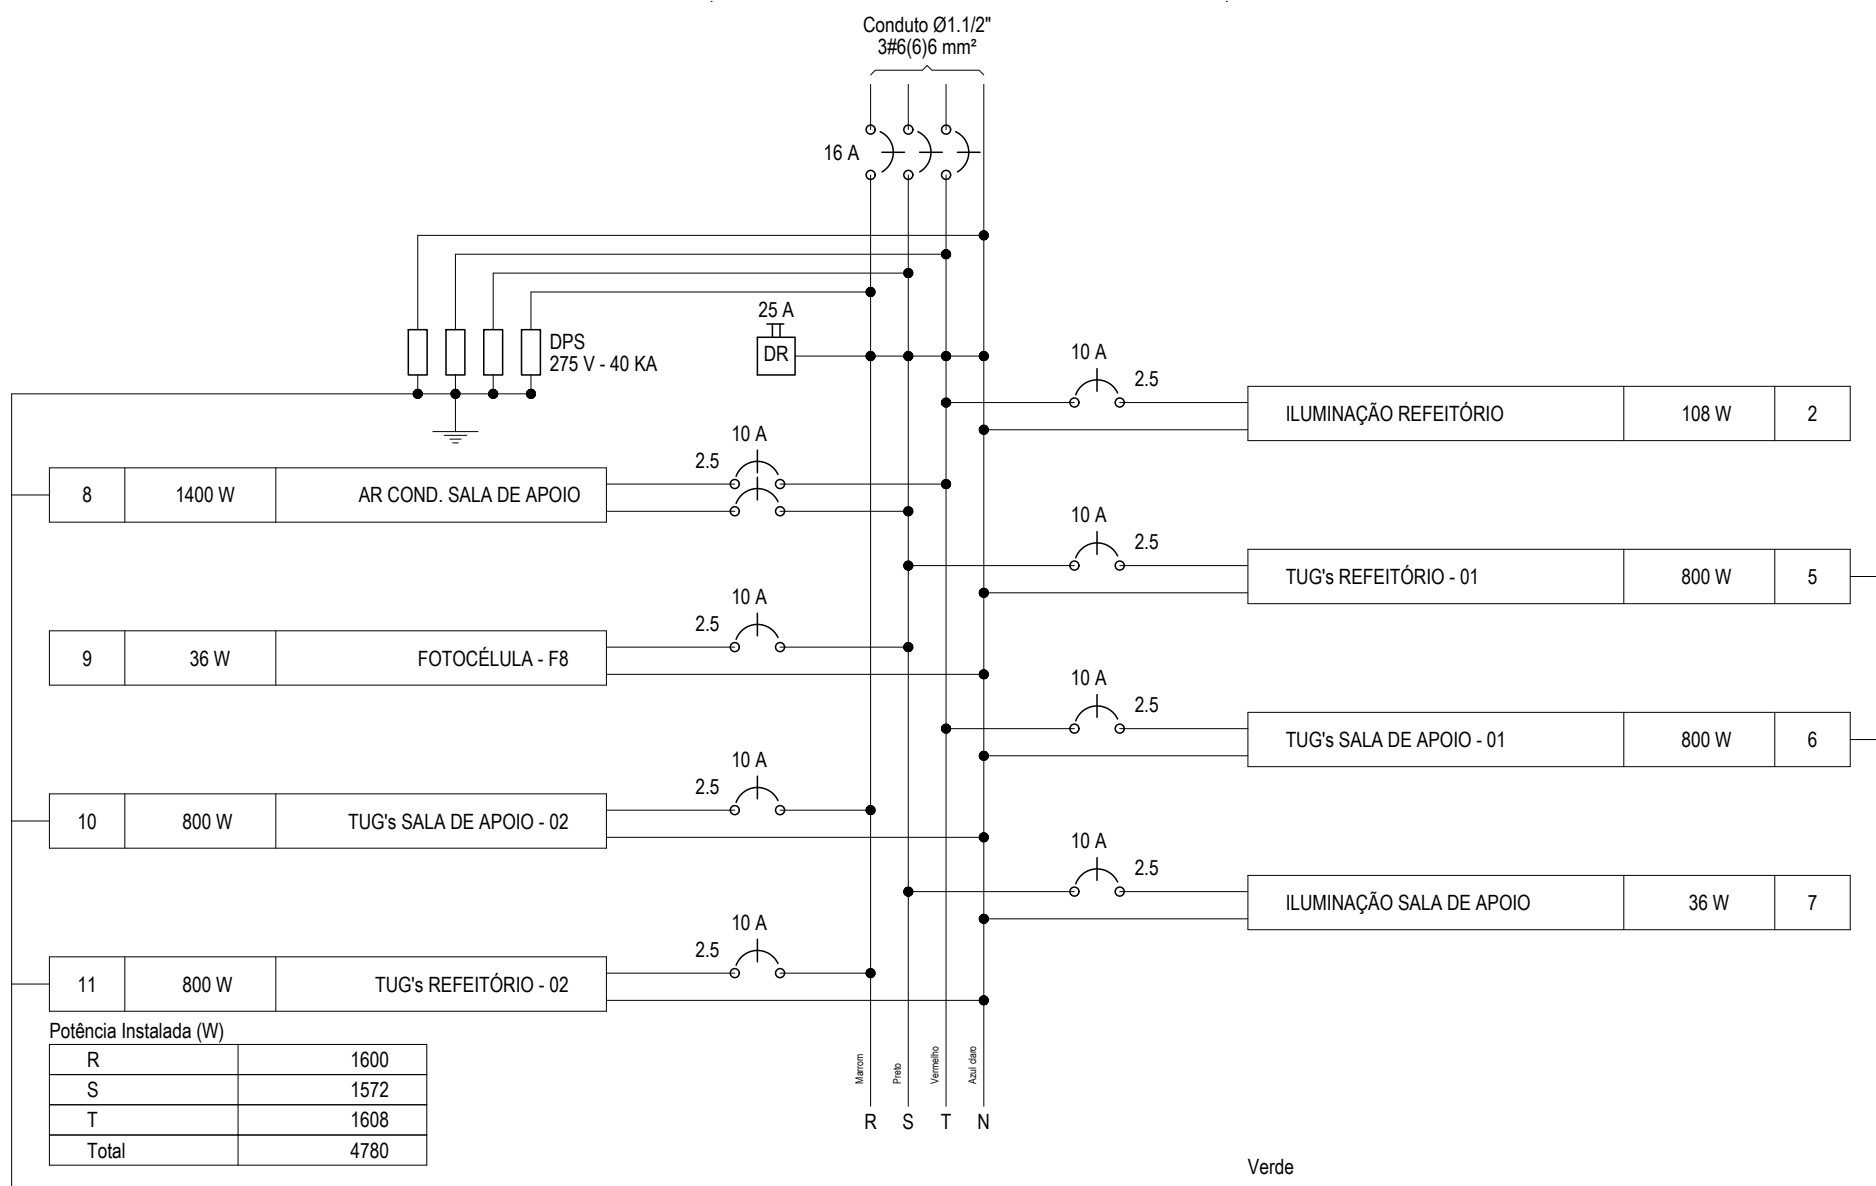 Conduto Ø1.1/2"
3#6(6)6 mm²
16 A
DPS
275 V - 40 KA
25 A
DR
10 A
2.5
ILUMINAÇÃO REFEITÓRIO 108 W 2
10 A
2.5
8 1400 W AR COND. SALA DE APOIO
10 A
2.5
TUG's REFEITÓRIO - 01 800 W 5
10 A
2.5
9 36 W FOTOCÉLULA - F8
10 A
2.5
TUG's SALA DE APOIO - 01 800 W 6
10 A
2.5
10 800 W TUG's SALA DE APOIO - 02
10 A
2.5
ILUMINAÇÃO SALA DE APOIO 36 W 7
10 A
2.5
11 800 W TUG's REFEITÓRIO - 02
Potência Instalada (W)
R 1600
S 1572
T 1608
Total 4780
Marrom
Preto
Vermelho
Azul claro
R S T N
Verde